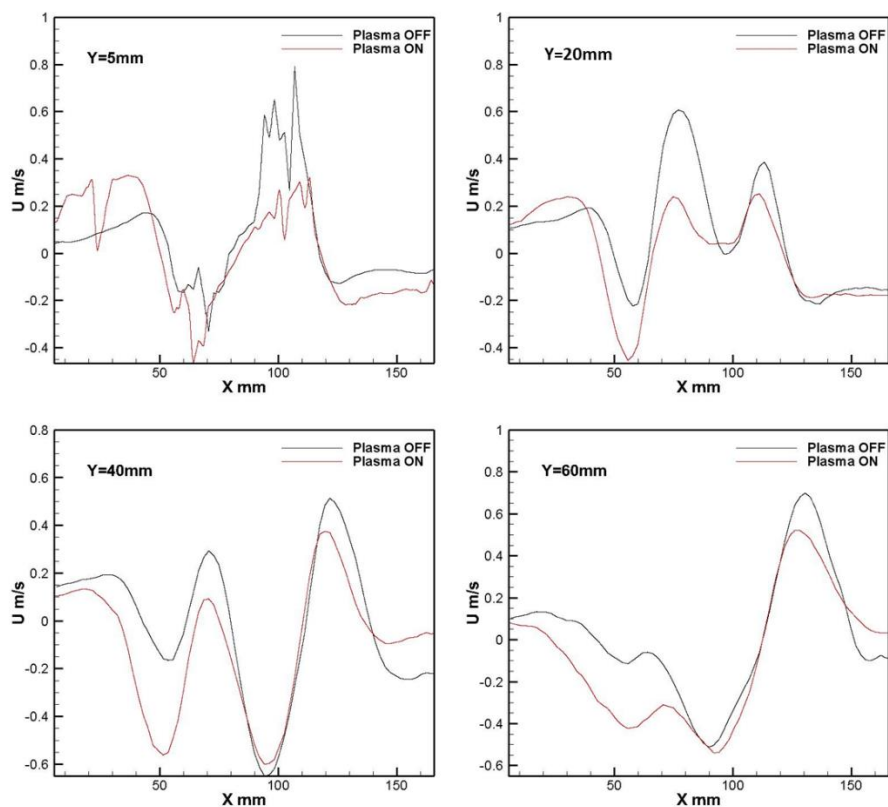 1
Plasma OFF
Plasma ON
Y=5mm
0.8
0.6
0.4
0.2
0
-0.2
-0.4
U m/s
50
100
150
X mm
1
Plasma OFF
Plasma ON
Y=20mm
0.8
0.6
0.4
0.2
0
-0.2
-0.4
U m/s
50
100
150
X mm
0.8
Plasma OFF
Plasma ON
Y=40mm
0.6
0.4
0.2
0
-0.2
-0.4
-0.6
U m/s
50
100
150
X mm
1
Plasma OFF
Plasma ON
Y=60mm
0.8
0.6
0.4
0.2
0
-0.2
-0.4
-0.6
U m/s
50
100
150
X mm